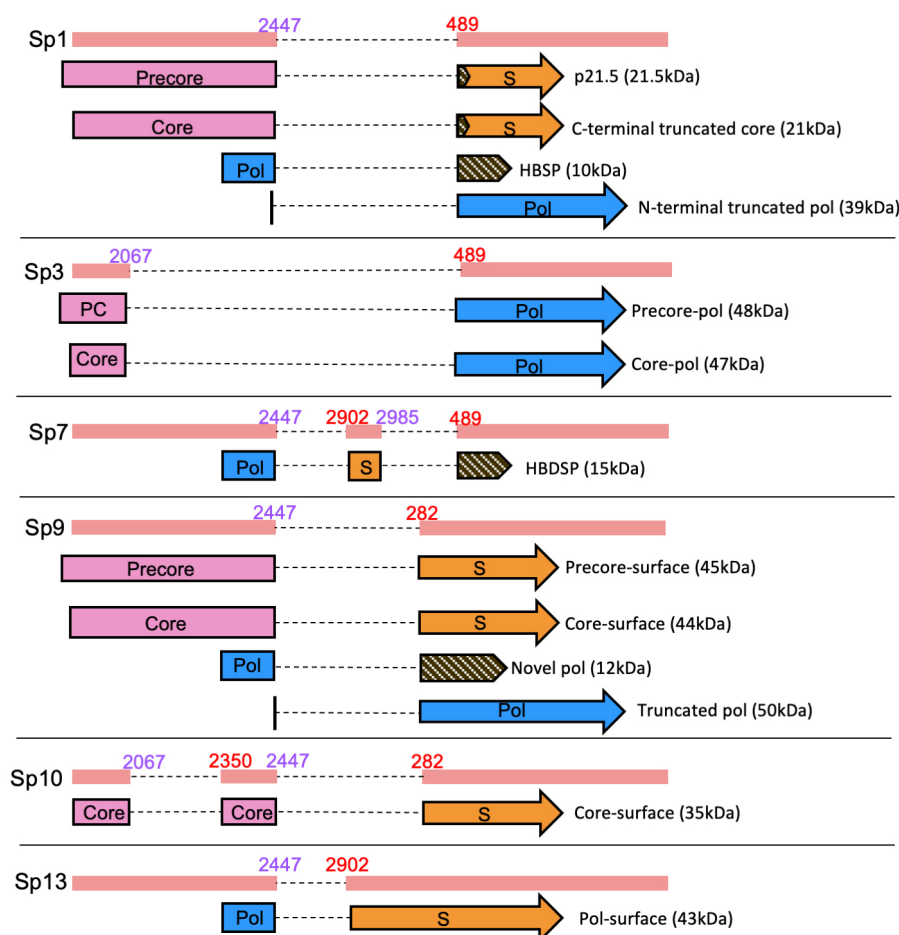 2447 489
Sp1
Precore S p21.5 (21.5kDa)
Core S C-terminal truncated core (21kDa)
Pol HBSP (10kDa)
Pol N-terminal truncated pol (39kDa)
2067 489
Sp3
PC Pol Precore-pol (48kDa)
Core Pol Core-pol (47kDa)
2447 2902 2985 489
Sp7
Pol S HBDSP (15kDa)
2447 282
Sp9
Precore S Precore-surface (45kDa)
Core S Core-surface (44kDa)
Pol Novel pol (12kDa)
Pol Truncated pol (50kDa)
2067 2350 2447 282
Sp10
Core Core S Core-surface (35kDa)
2447 2902
Sp13
Pol S Pol-surface (43kDa)